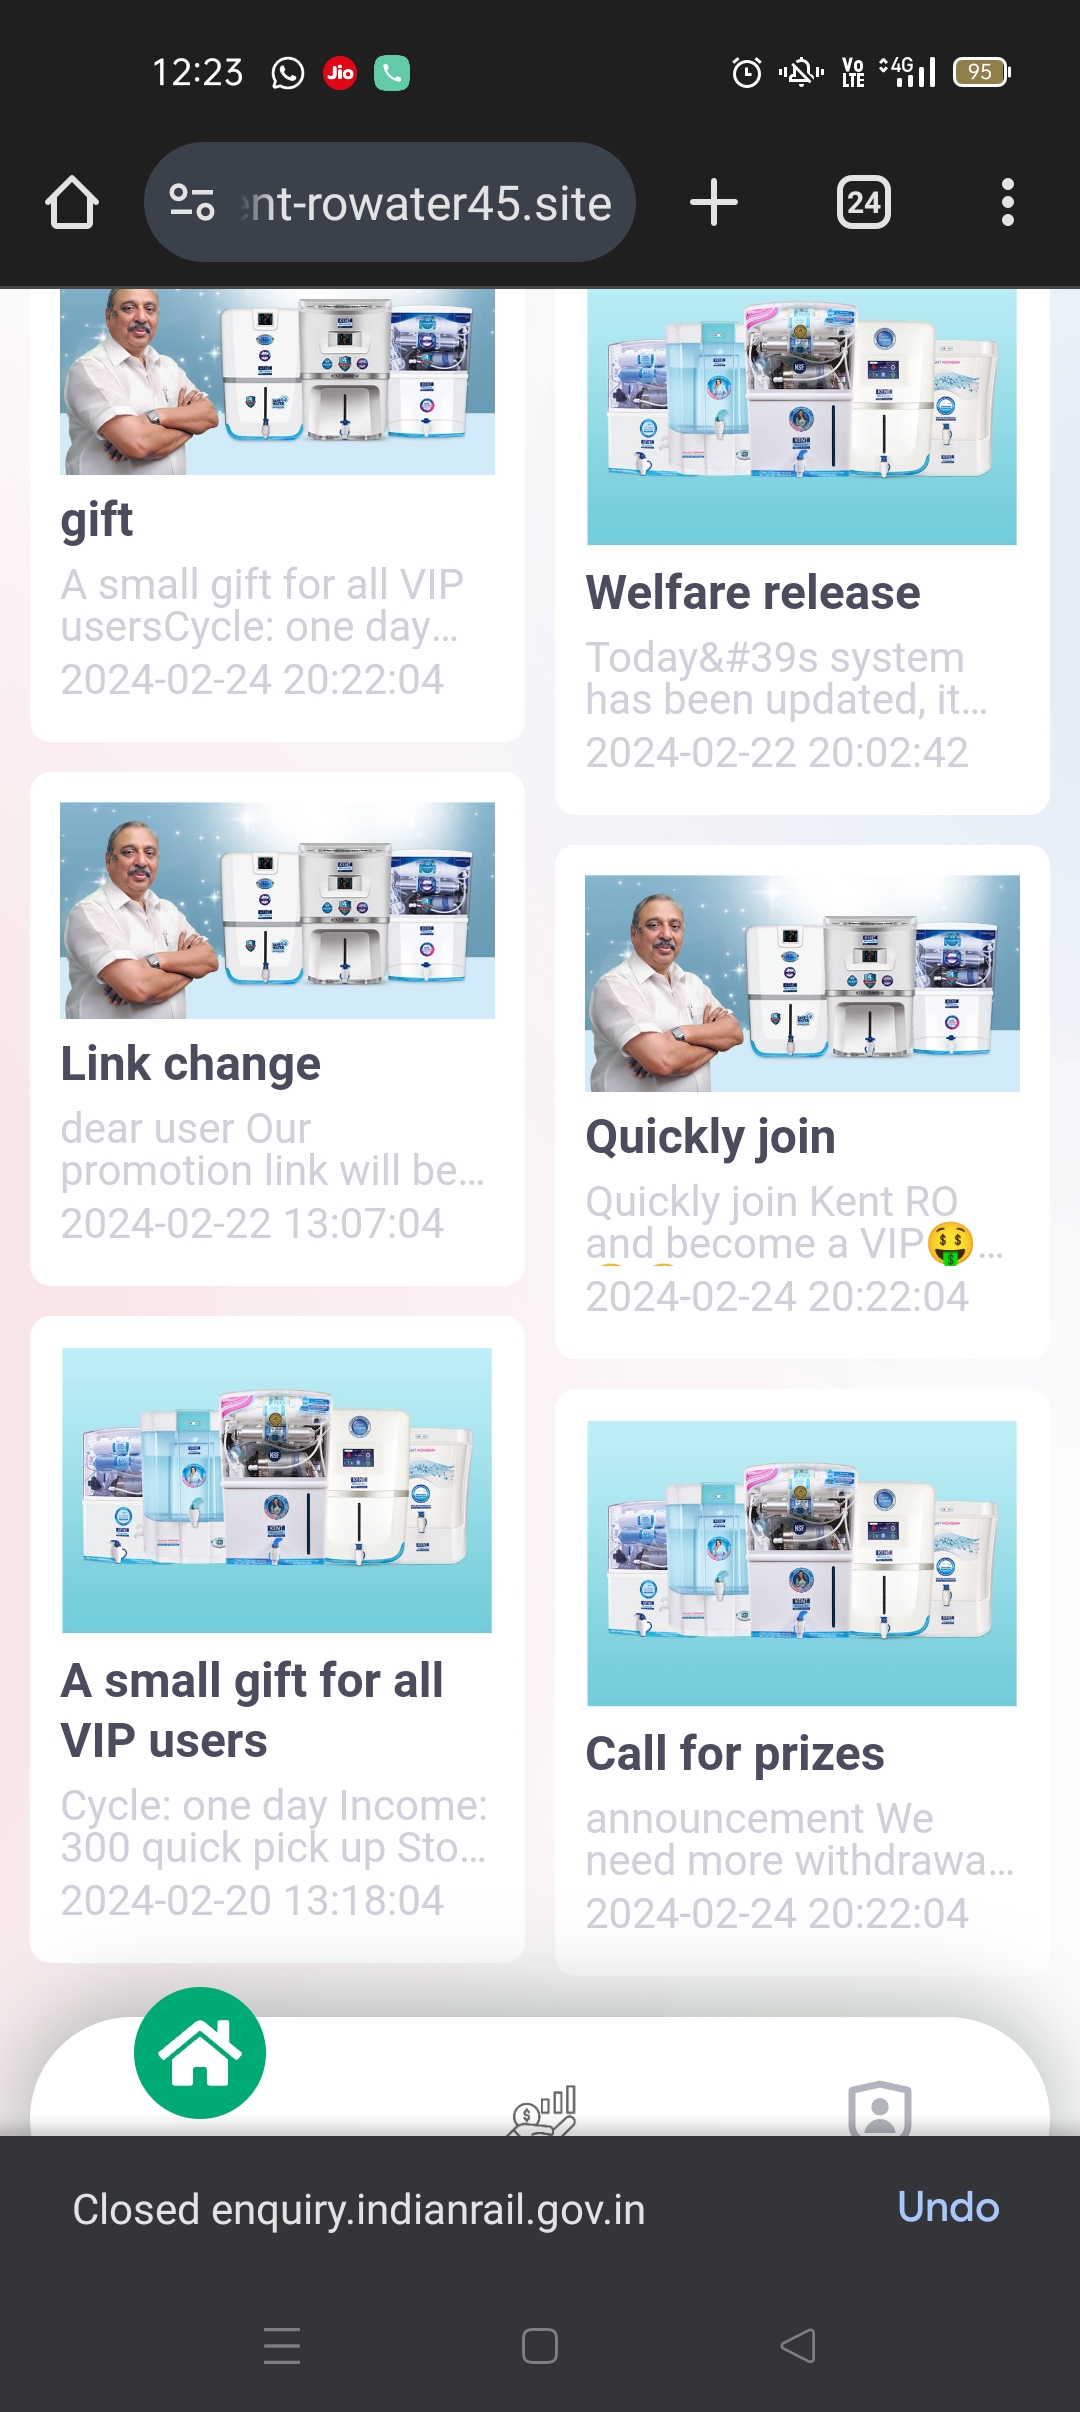 12:23
Jio
Vo LTE
4G
95
ent-rowater45.site
24
gift
A small gift for all VIP
usersCycle: one day...
2024-02-24 20:22:04
Welfare release
Today&#39s system
has been updated, it...
2024-02-22 20:02:42
Link change
dear user Our
promotion link will be...
2024-02-22 13:07:04
Quickly join
Quickly join Kent RO
and become a VIP🤑...
2024-02-24 20:22:04
A small gift for all
VIP users
Cycle: one day Income:
300 quick pick up Sto...
2024-02-20 13:18:04
Call for prizes
announcement We
need more withdrawa...
2024-02-24 20:22:04
Closed enquiry.indianrail.gov.in
Undo